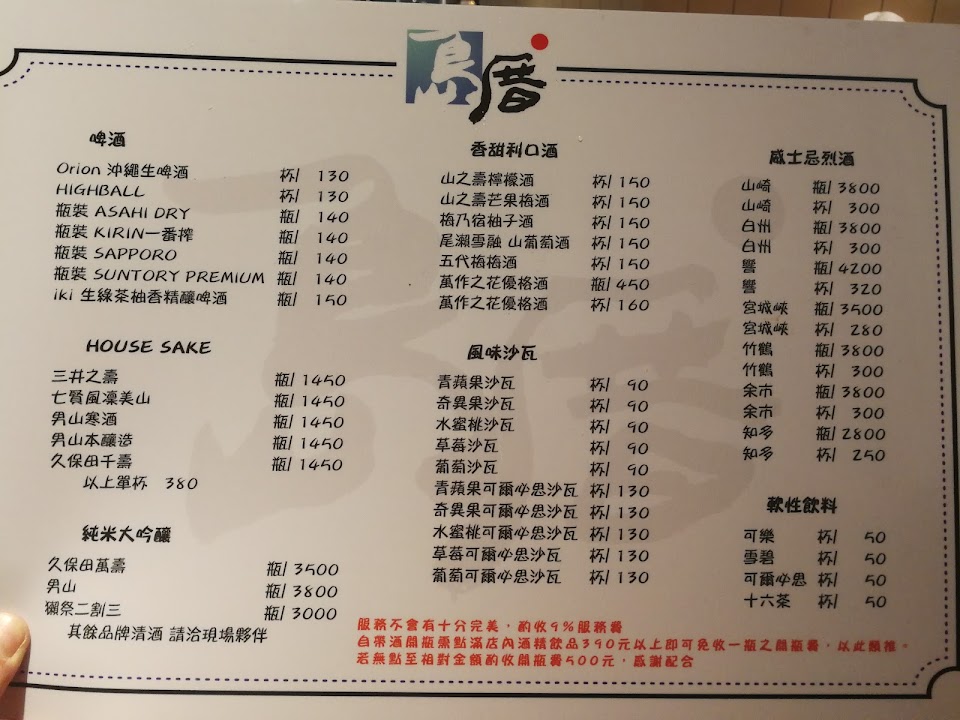 鳥厝
啤酒
Orion 沖繩生啤酒 杯/ 130
HIGHBALL 杯/ 130
瓶裝 ASAHI DRY 瓶/ 140
瓶裝 KIRIN一番搾 瓶/ 140
瓶裝 SAPPORO 瓶/ 140
瓶裝 SUNTORY PREMIUM 瓶/ 140
iki 生綠茶柚香精釀啤酒 瓶/ 150
HOUSE SAKE
三井之壽 瓶/ 1450
七賢風凜美山 瓶/ 1450
男山寒酒 瓶/ 1450
男山本釀造 瓶/ 1450
久保田千壽 瓶/ 1450
以上單杯 380
純米大吟釀
久保田萬壽 瓶/ 3500
男山 瓶/ 3800
獺祭二割三 瓶/ 3000
其餘品牌清酒 請洽現場夥伴
香甜利口酒
山之壽檸檬酒 杯/ 150
山之壽芒果梅酒 杯/ 150
梅乃宿柚子酒 杯/ 150
尾瀨雪融 山葡萄酒 杯/ 150
五代梅梅酒 杯/ 150
萬作之花優格酒 瓶/ 450
萬作之花優格酒 杯/ 160
風味沙瓦
青蘋果沙瓦 杯/ 90
奇異果沙瓦 杯/ 90
水蜜桃沙瓦 杯/ 90
草莓沙瓦 杯/ 90
葡萄沙瓦 杯/ 90
青蘋果可爾必思沙瓦 杯/ 130
奇異果可爾必思沙瓦 杯/ 130
水蜜桃可爾必思沙瓦 杯/ 130
草莓可爾必思沙瓦 杯/ 130
葡萄可爾必思沙瓦 杯/ 130
威士忌烈酒
山崎 瓶/ 3800
山崎 杯/ 300
白州 瓶/ 3800
白州 杯/ 300
響 瓶/ 4200
響 杯/ 320
宮城峽 瓶/ 3500
宮城峽 杯/ 280
竹鶴 瓶/ 3800
竹鶴 杯/ 300
余市 瓶/ 3800
余市 杯/ 300
知多 瓶/ 2800
知多 杯/ 250
軟性飲料
可樂 杯/ 50
雪碧 杯/ 50
可爾必思 杯/ 50
十六茶 杯/ 50
服務不會有十分完美，酌收9%服務費
自帶酒開瓶需點滿店內酒精飲品390元以上即可免收一瓶之開瓶費，以此類推。
若無點至相對金額酌收開瓶費500元，感謝配合